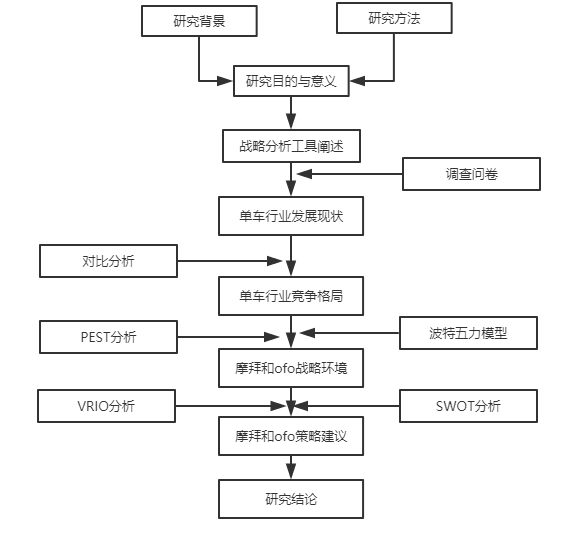 研究背景
研究方法
研究目的与意义
战略分析工具阐述
调查问卷
单车行业发展现状
对比分析
单车行业竞争格局
PEST分析
波特五力模型
摩拜和ofo战略环境
VRIO分析
SWOT分析
摩拜和ofo策略建议
研究结论